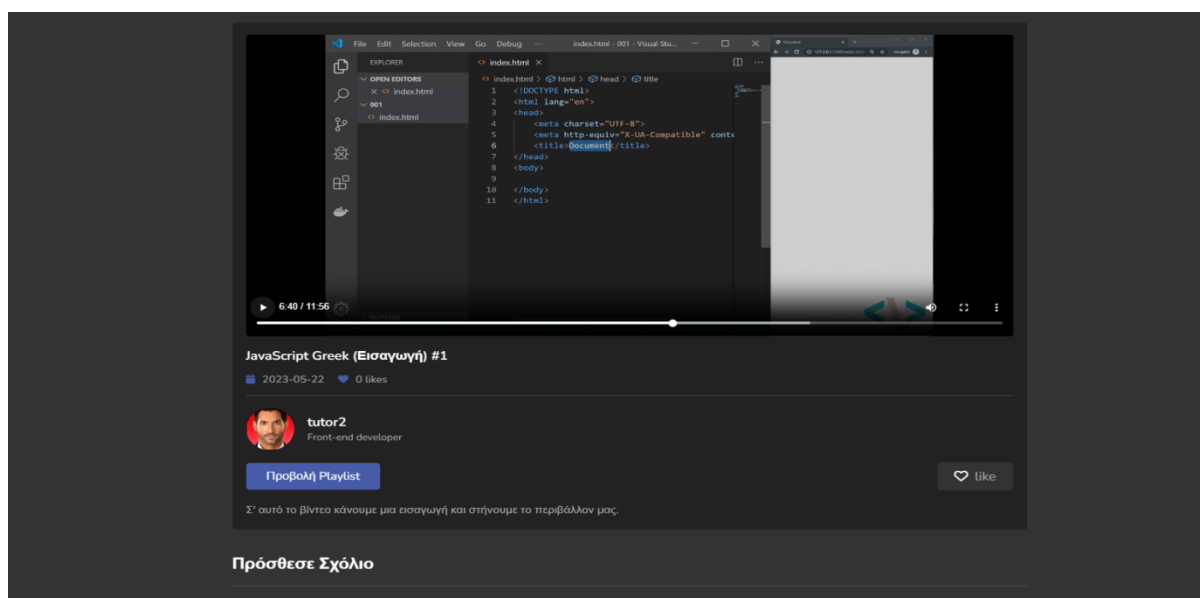 File Edit Selection View Go Debug ··· index.html - 001 - Visual Stu...
EXPLORER
index.html
OPEN EDITORS
index.html > html > head > title
index.html
001
index.html
1 <!DOCTYPE html>
2 <html lang="en">
3 <head>
4 <meta charset="UTF-8">
5 <meta http-equiv="X-UA-Compatible" conte
6 <title>Document</title>
7 </head>
8 <body>
9
10 </body>
11 </html>
6:40 / 11:56
JavaScript Greek (Εισαγωγή) #1
2023-05-22 0 likes
tutor2
Front-end developer
Προβολή Playlist
like
Σ' αυτό το βίντεο κάνουμε μια εισαγωγή και στήνουμε το περιβάλλον μας.
Πρόσθεσε Σχόλιο